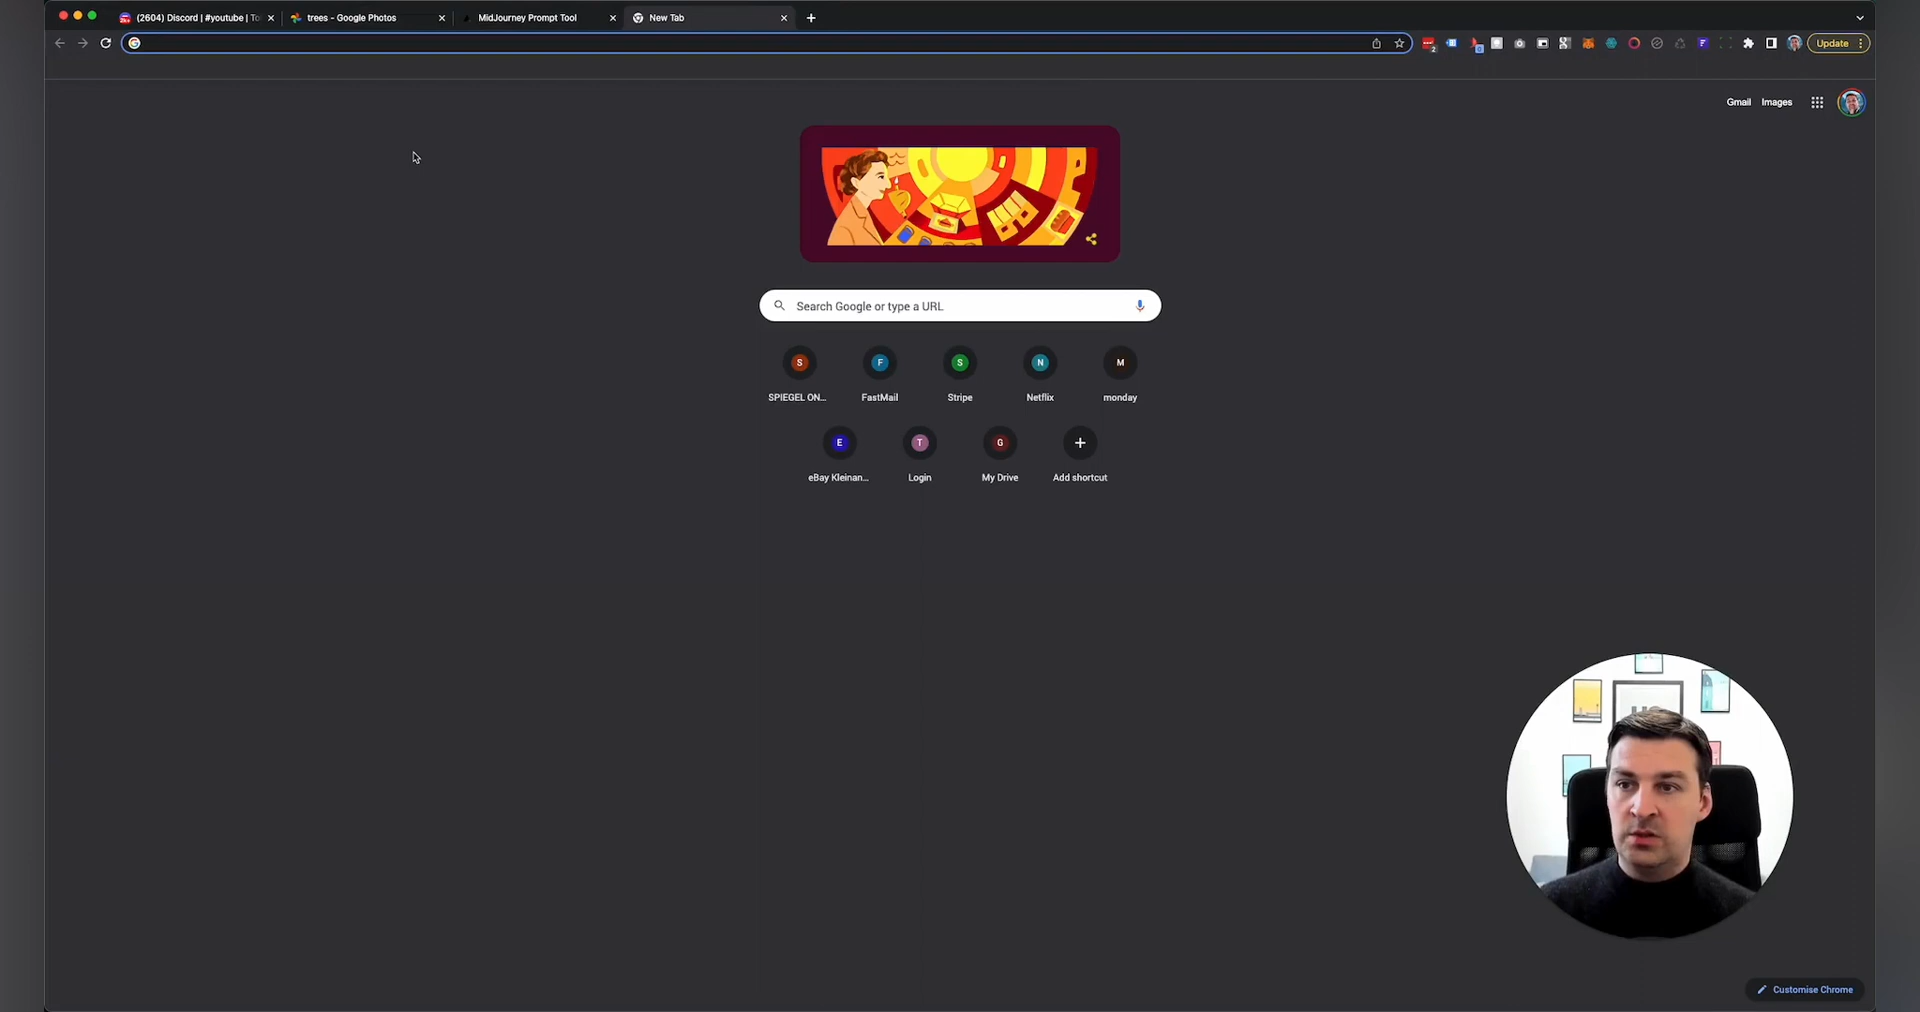 (2604) Discord | #youtube | To
trees - Google Photos
MidJourney Prompt Tool
New Tab
Update
Gmail
Images
Search Google or type a URL
S
F
S
N
M
SPIEGEL ON...
FastMail
Stripe
Netflix
monday
E
T
G
eBay Kleinan...
Login
My Drive
Add shortcut
Customise Chrome